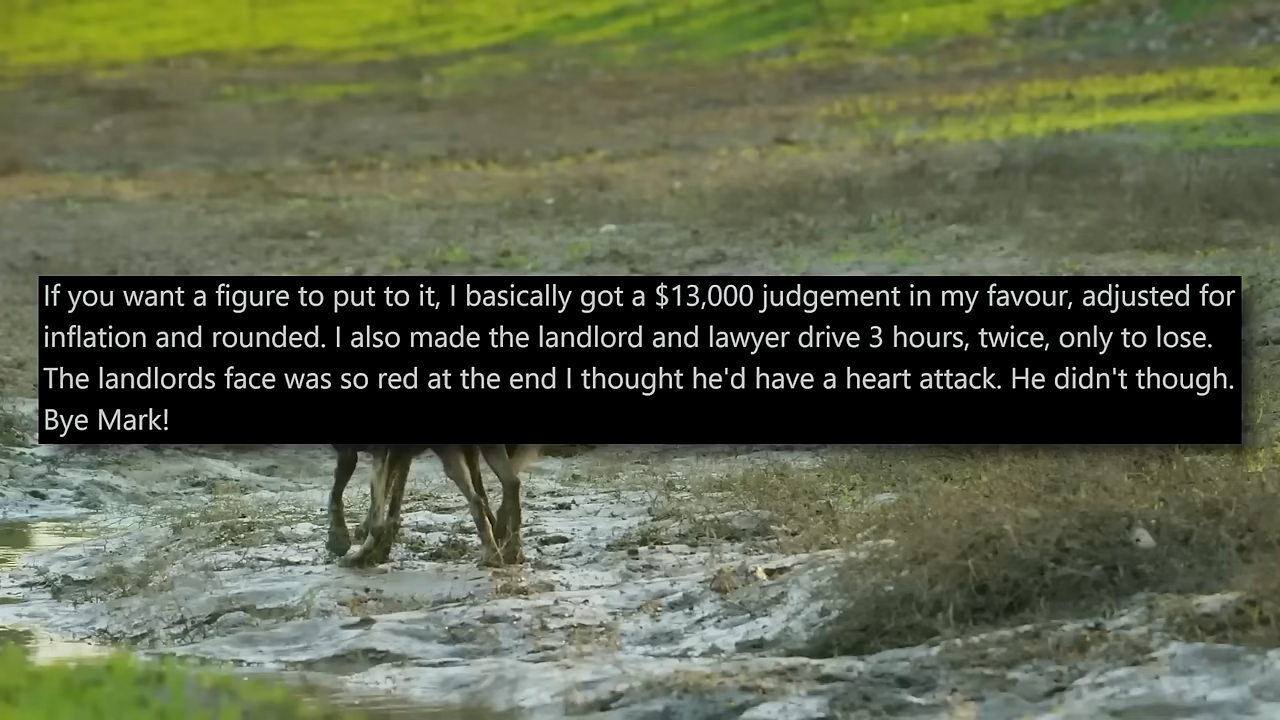 If you want a figure to put to it, I basically got a $13,000 judgement in my favour, adjusted for
inflation and rounded. I also made the landlord and lawyer drive 3 hours, twice, only to lose.
The landlords face was so red at the end I thought he'd have a heart attack. He didn't though.
Bye Mark!